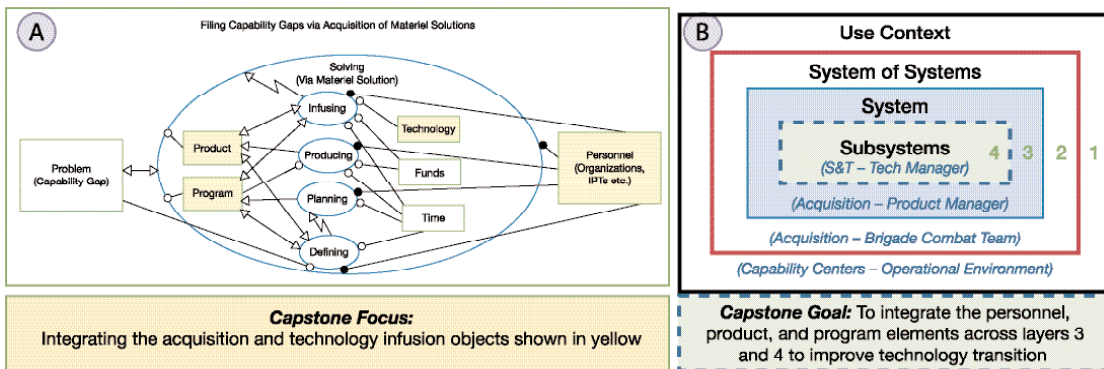 A
Filing Capability Gaps via Acquisition of Materiel Solutions
Solving
(Via Materiel Solution)
Infusing
Technology
Product
Producing
Problem
(Capability Gap)
Funds
Personnel
(Organizations,
IPTs etc.)
Program
Planning
Time
Defining
Capstone Focus:
Integrating the acquisition and technology infusion objects shown in yellow
B
Use Context
System of Systems
System
Subsystems
4 3 2 1
(S&T – Tech Manager)
(Acquisition – Product Manager)
(Acquisition – Brigade Combat Team)
(Capability Centers – Operational Environment)
Capstone Goal: To integrate the personnel,
product, and program elements across layers 3
and 4 to improve technology transition